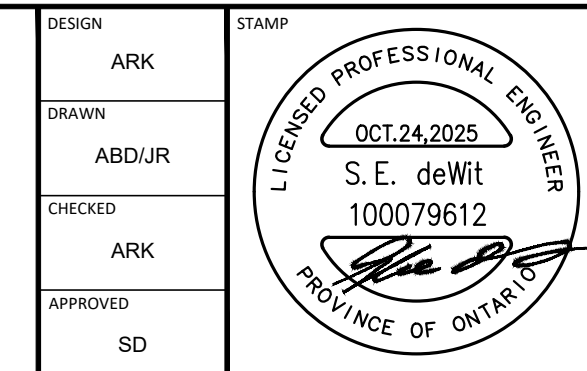 DESIGN
ARK
DRAWN
ABD/JR
CHECKED
ARK
APPROVED
SD
STAMP
LICENSED PROFESSIONAL ENGINEER
OCT.24,2025
S.E. deWit
100079612
PROVINCE OF ONTARIO